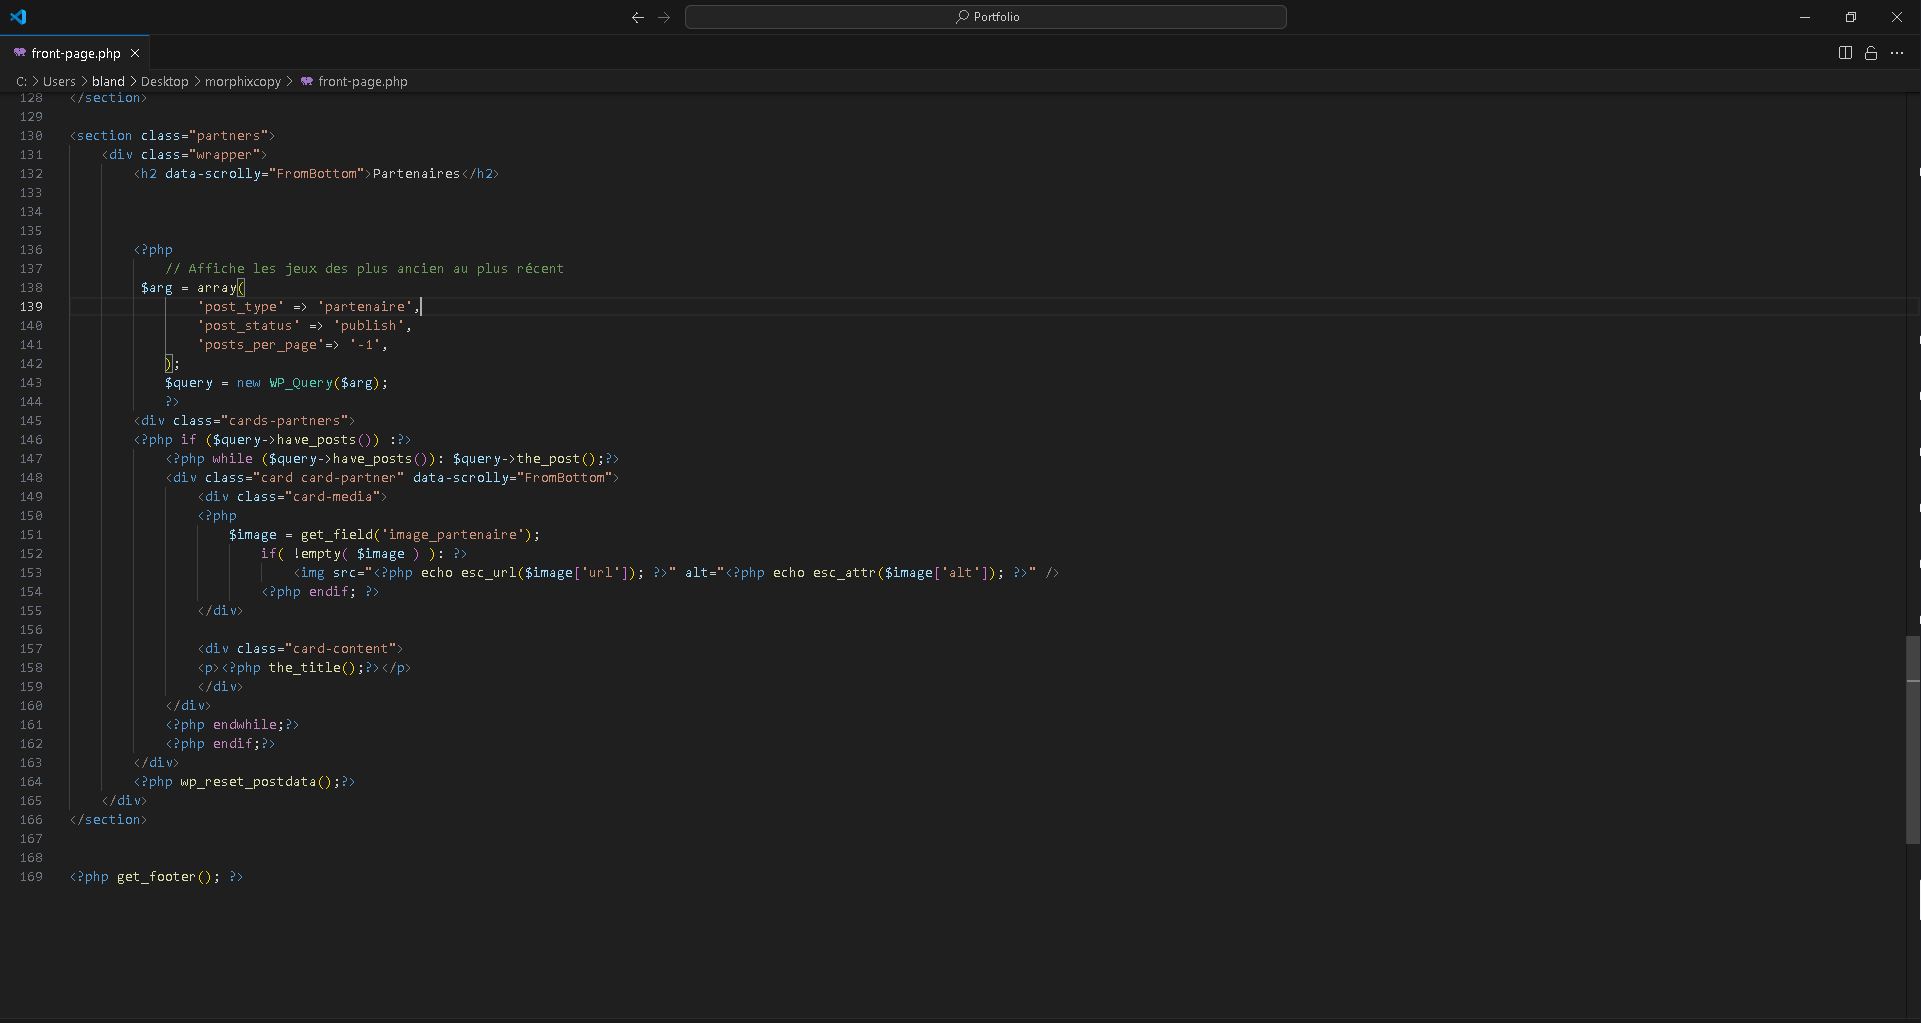 Portfolio
front-page.php
C: > Users > bland > Desktop > morphixcopy > front-page.php
128 </section>
129
130 <section class="partners">
131     <div class="wrapper">
132         <h2 data-scrolly="FromBottom">Partenaires</h2>
133
134
135
136         <?php
137             // Affiche les jeux des plus ancien au plus récent
138          $arg = array(
139                 'post_type' => 'partenaire',
140                 'post_status' => 'publish',
141                 'posts_per_page'=> '-1',
142             );
143             $query = new WP_Query($arg);
144             ?>
145         <div class="cards-partners">
146         <?php if ($query->have_posts()) :?>
147             <?php while ($query->have_posts()): $query->the_post();?>
148             <div class="card card-partner" data-scrolly="FromBottom">
149                 <div class="card-media">
150                 <?php
151                     $image = get_field('image_partenaire');
152                         if( !empty( $image ) ): ?>
153                             <img src="<?php echo esc_url($image['url']); ?>" alt="<?php echo esc_attr($image['alt']); ?>" />
154                         <?php endif; ?>
155                 </div>
156
157                 <div class="card-content">
158                 <p><?php the_title();?></p>
159                 </div>
160             </div>
161             <?php endwhile;?>
162             <?php endif;?>
163         </div>
164         <?php wp_reset_postdata();?>
165     </div>
166 </section>
167
168
169 <?php get_footer(); ?>